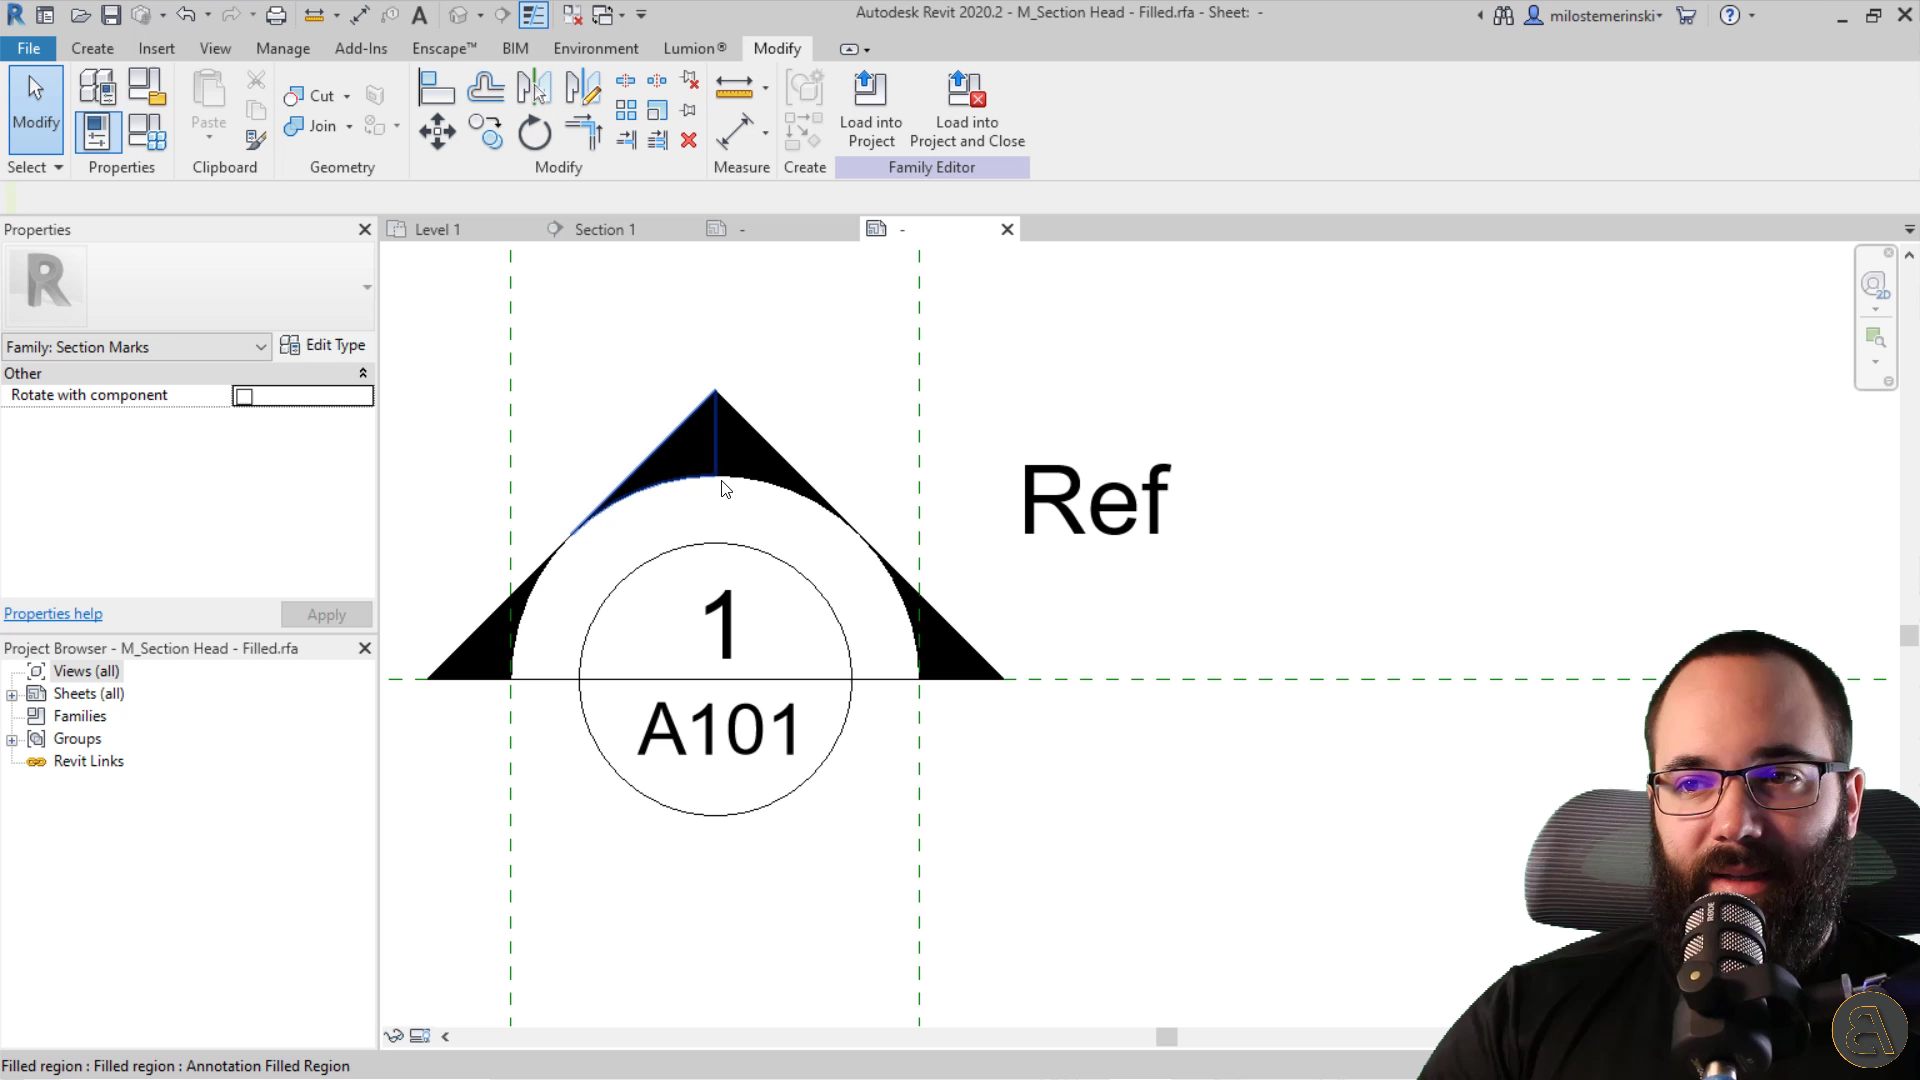 Autodesk Revit 2020.2 - M_Section Head - Filled.rfa - Sheet: -
milostemerinski
File Create Insert View Manage Add-Ins Enscape™ BIM Environment Lumion® Modify
Modify
Paste
Cut
Join
Load into Project
Load into Project and Close
Select Properties Clipboard Geometry Modify Measure Create Family Editor
Properties
Level 1
Section 1
-
-
R
Family: Section Marks
Edit Type
Other
Rotate with component
Properties help
Apply
Project Browser - M_Section Head - Filled.rfa
Views (all)
Sheets (all)
Families
Groups
Revit Links
Ref
1
A101
2D
RØDE
Filled region : Filled region : Annotation Filled Region